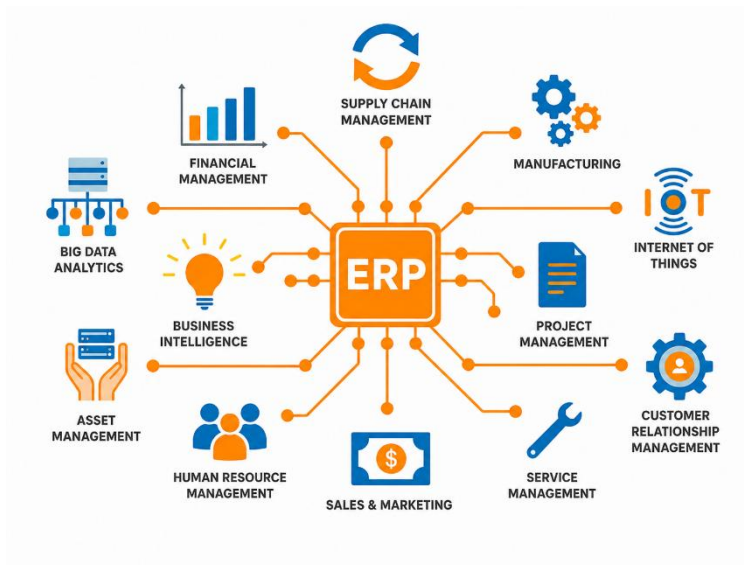 SUPPLY CHAIN
MANAGEMENT
FINANCIAL
MANAGEMENT
MANUFACTURING
BIG DATA
ANALYTICS
IOT
INTERNET OF
THINGS
ERP
BUSINESS
INTELLIGENCE
PROJECT
MANAGEMENT
ASSET
MANAGEMENT
CUSTOMER
RELATIONSHIP
MANAGEMENT
HUMAN RESOURCE
MANAGEMENT
$
SALES & MARKETING
SERVICE
MANAGEMENT